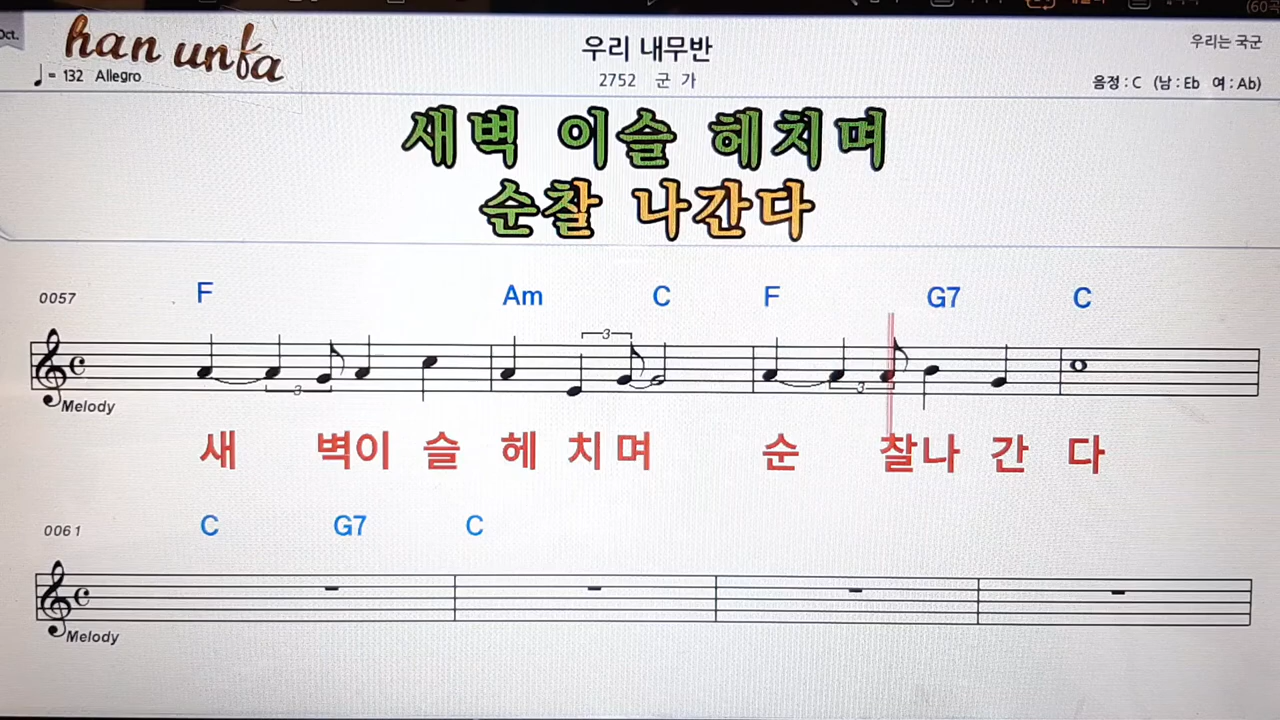 Oct.
han unfa
우리 내무반
우리는 국군
= 132 Allegro
2752 군 가
음정 : C (남 : Eb 여 : Ab)
새벽 이슬 헤치며
순찰 나간다
0057 F Am C F G7 C
3
3 3
Melody
새 벽이 슬 헤 치 며 순 찰나 간 다
0061 C G7 C
Melody